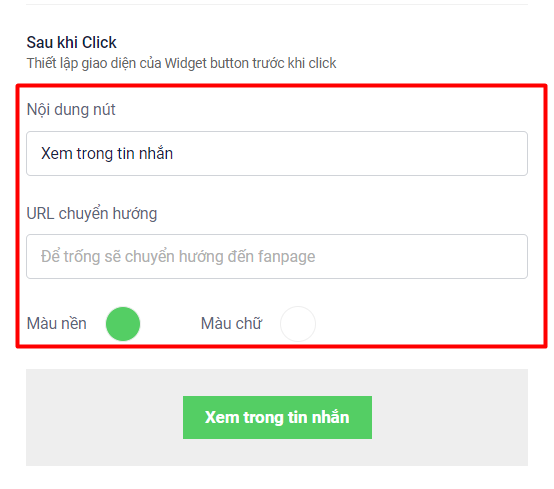 Sau khi Click
Thiết lập giao diện của Widget button trước khi click
Nội dung nút
Xem trong tin nhắn
URL chuyển hướng
Để trống sẽ chuyển hướng đến fanpage
Màu nền Màu chữ
Xem trong tin nhắn